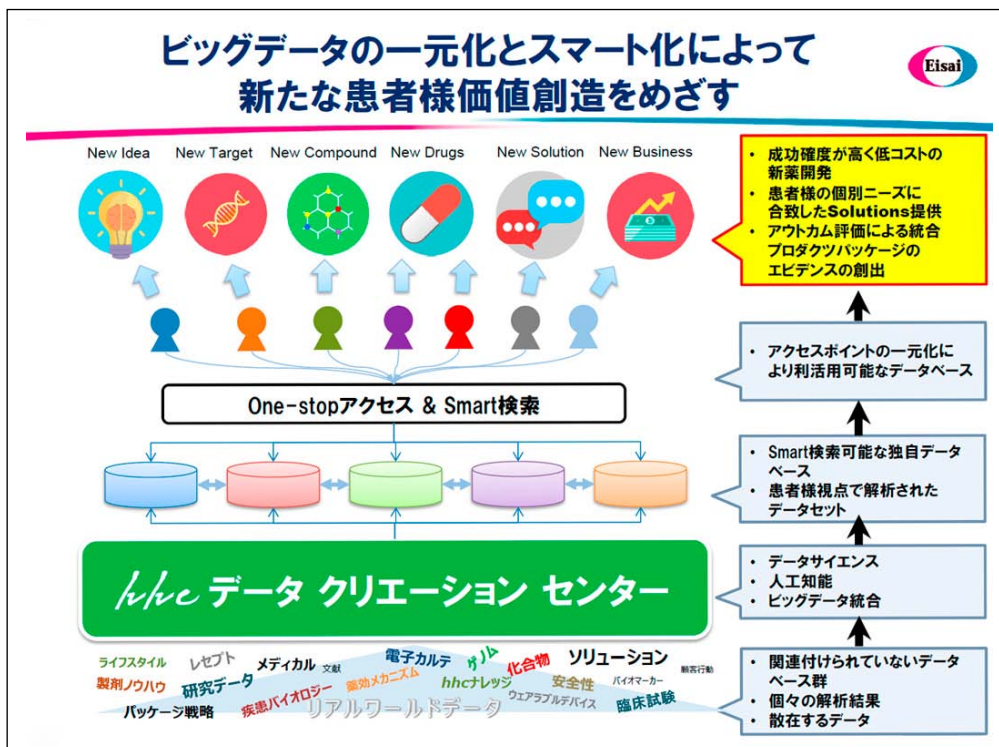 ビッグデータの一元化とスマート化によって
新たな患者様価値創造をめざす
Eisai
New Idea
New Target
New Compound
New Drugs
New Solution
New Business
• 成功確度が高く低コストの
新薬開発
• 患者様の個別ニーズに
合致したSolutions提供
• アウトカム評価による統合
プロダクツパッケージの
エビデンスの創出
• アクセスポイントの一元化に
より利活用可能なデータベース
One-stopアクセス & Smart検索
• Smart検索可能な独自データ
ベース
• 患者様視点で解析された
データセット
hhc データ クリエーション センター
• データサイエンス
• 人工知能
• ビッグデータ統合
ライフスタイル
レセプト
メディカル
文献
電子カルテ
ゲノム
化合物
ソリューション
顧客行動
製剤ノウハウ
研究データ
薬効メカニズム
hhcナレッジ
安全性
バイオマーカー
パッケージ戦略
疾患バイオロジー
リアルワールドデータ
ウェアラブルデバイス
臨床試験
• 関連付けられていないデータ
ベース群
• 個々の解析結果
• 散在するデータ